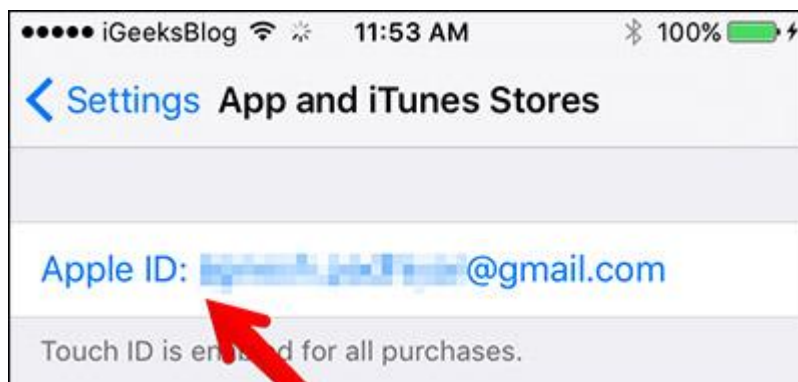 iGeeksBlog 11:53 AM 100%
Settings App and iTunes Stores
Apple ID: @gmail.com
Touch ID is enabled for all purchases.